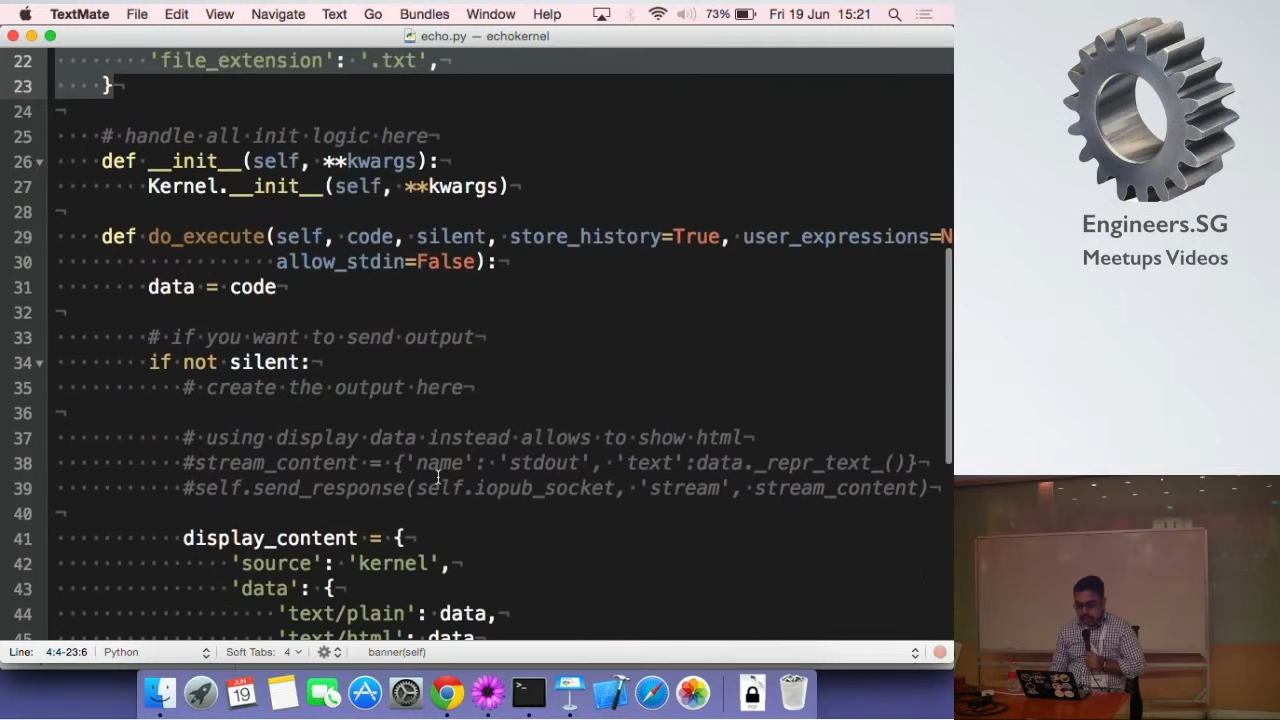 TextMate File Edit View Navigate Text Go Bundles Window Help 73% Fri 19 Jun 15:21
echo.py — echokernel
22 'file_extension': '.txt',
23 }
24
25 # handle all init logic here
26 def __init__(self, **kwargs):
27 Kernel.__init__(self, **kwargs)
28
29 def do_execute(self, code, silent, store_history=True, user_expressions=N
30 allow_stdin=False):
31 data = code
32
33 # if you want to send output
34 if not silent:
35 # create the output here
36
37 # using display data instead allows to show html
38 #stream_content = {'name': 'stdout', 'text':data._repr_text_()}
39 #self.send_response(self.iopub_socket, 'stream', stream_content)
40
41 display_content = {
42 'source': 'kernel',
43 'data': {
44 'text/plain': data,
45 'text/html': data
Line: 4:4-23:6 Python Soft Tabs: 4 banner(self)
19
PDF
Engineers.SG
Meetups Videos